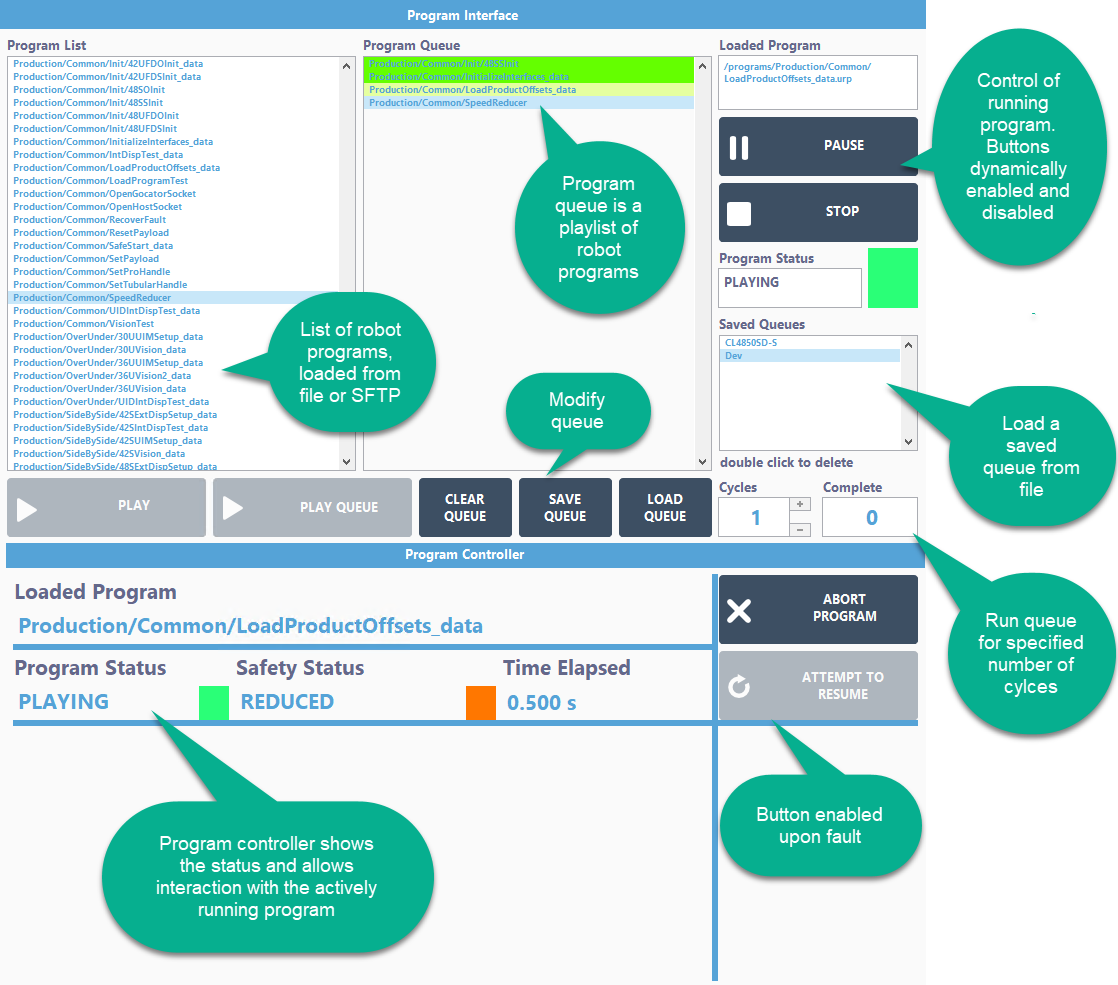 Program Interface
Program List
Production/Common/Init/42UFDOInit_data
Production/Common/Init/42UFDSInit_data
Production/Common/Init/48SOInit
Production/Common/Init/48SSInit
Production/Common/Init/48UFDOInit
Production/Common/Init/48UFDSInit
Production/Common/InitializeInterfaces_data
Production/Common/IntDispTest_data
Production/Common/LoadProductOffsets_data
Production/Common/LoadProgramTest
Production/Common/OpenGocatorSocket
Production/Common/OpenHostSocket
Production/Common/RecoverFault
Production/Common/ResetPayload
Production/Common/SafeStart_data
Production/Common/SetPayload
Production/Common/SetProHandle
Production/Common/SetTubularHandle
Production/Common/SpeedReducer
Production/Common/UIDIntDispTest_data
Production/Common/VisionTest
Production/OverUnder/30UUIMSetup_data
Production/OverUnder/30UVision_data
Production/OverUnder/36UUIMSetup_data
Production/OverUnder/36UVision2_data
Production/OverUnder/36UVision_data
Production/OverUnder/UIDIntDispTest_data
Production/SideBySide/42SExtDispSetup_data
Production/SideBySide/42SIntDispTest_data
Production/SideBySide/42SUIMSetup_data
Production/SideBySide/42SVision_data
Production/SideBySide/48SExtDispSetup_data
List of robot
programs,
loaded from
file or SFTP
Program Queue
Production/Common/Init/48SSInit
Production/Common/InitializeInterfaces_data
Production/Common/LoadProductOffsets_data
Production/Common/SpeedReducer
Program
queue is a
playlist of
robot
programs
Modify
queue
Loaded Program
/programs/Production/Common/
LoadProductOffsets_data.urp
PAUSE
STOP
Control of
running
program.
Buttons
dynamically
enabled and
disabled
Program Status
PLAYING
Saved Queues
CL4850SD-S
Dev
double click to delete
Load a
saved
queue from
file
PLAY
PLAY QUEUE
CLEAR
QUEUE
SAVE
QUEUE
LOAD
QUEUE
Cycles
1
+
−
Complete
0
Run queue
for specified
number of
cylces
Program Controller
Loaded Program
Production/Common/LoadProductOffsets_data
Program Status
PLAYING
Safety Status
REDUCED
Time Elapsed
0.500 s
ABORT
PROGRAM
ATTEMPT TO
RESUME
Program controller shows
the status and allows
interaction with the actively
running program
Button enabled
upon fault